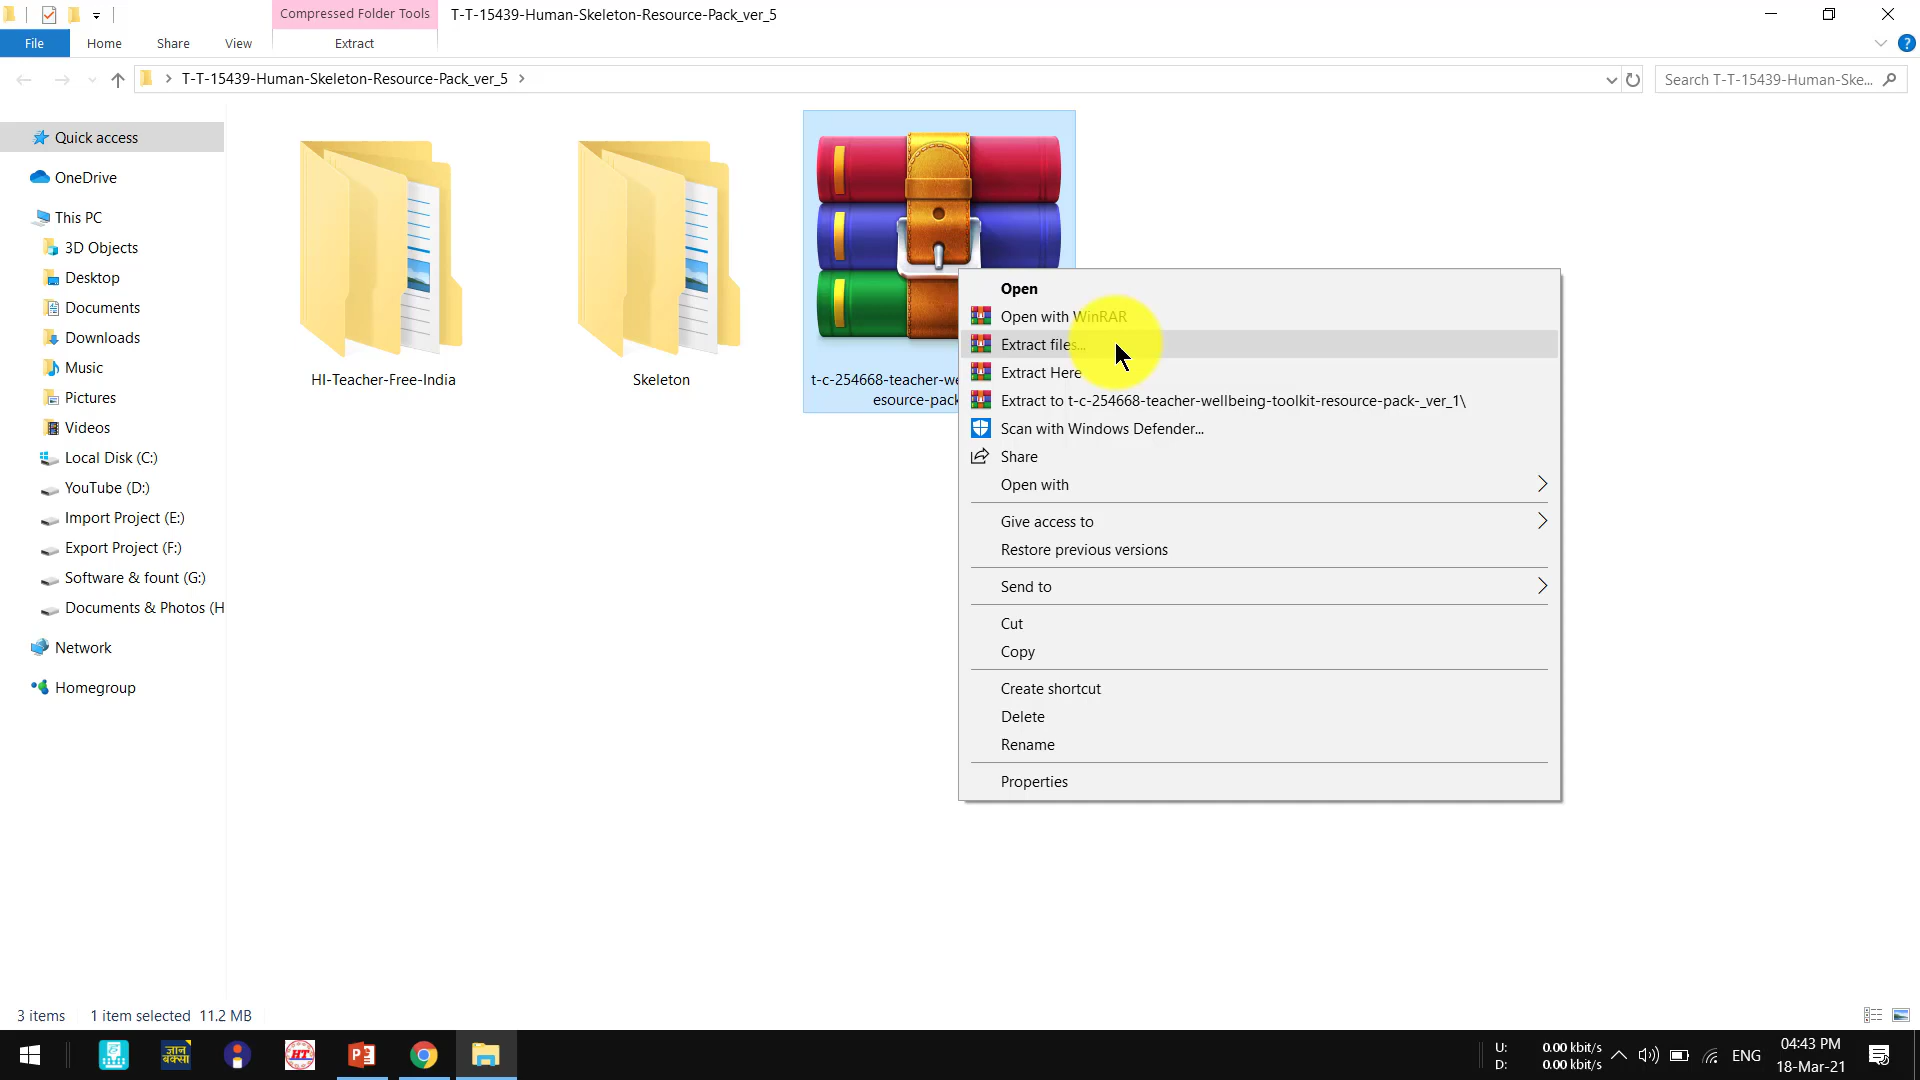 Compressed Folder Tools
T-T-15439-Human-Skeleton-Resource-Pack_ver_5
File
Home
Share
View
Extract
T-T-15439-Human-Skeleton-Resource-Pack_ver_5
Search T-T-15439-Human-Ske...
Quick access
OneDrive
This PC
3D Objects
Desktop
Documents
Downloads
Music
Pictures
Videos
Local Disk (C:)
YouTube (D:)
Import Project (E:)
Export Project (F:)
Software & fount (G:)
Documents & Photos (H
Network
Homegroup
HI-Teacher-Free-India
Skeleton
t-c-254668-teacher-we
esource-pack
Open
Open with WinRAR
Extract files...
Extract Here
Extract to t-c-254668-teacher-wellbeing-toolkit-resource-pack-_ver_1\
Scan with Windows Defender...
Share
Open with
Give access to
Restore previous versions
Send to
Cut
Copy
Create shortcut
Delete
Rename
Properties
3 items
1 item selected 11.2 MB
ज्ञान
बक्सा
HT
U: 0.00 kbit/s
D: 0.00 kbit/s
ENG
04:43 PM
18-Mar-21